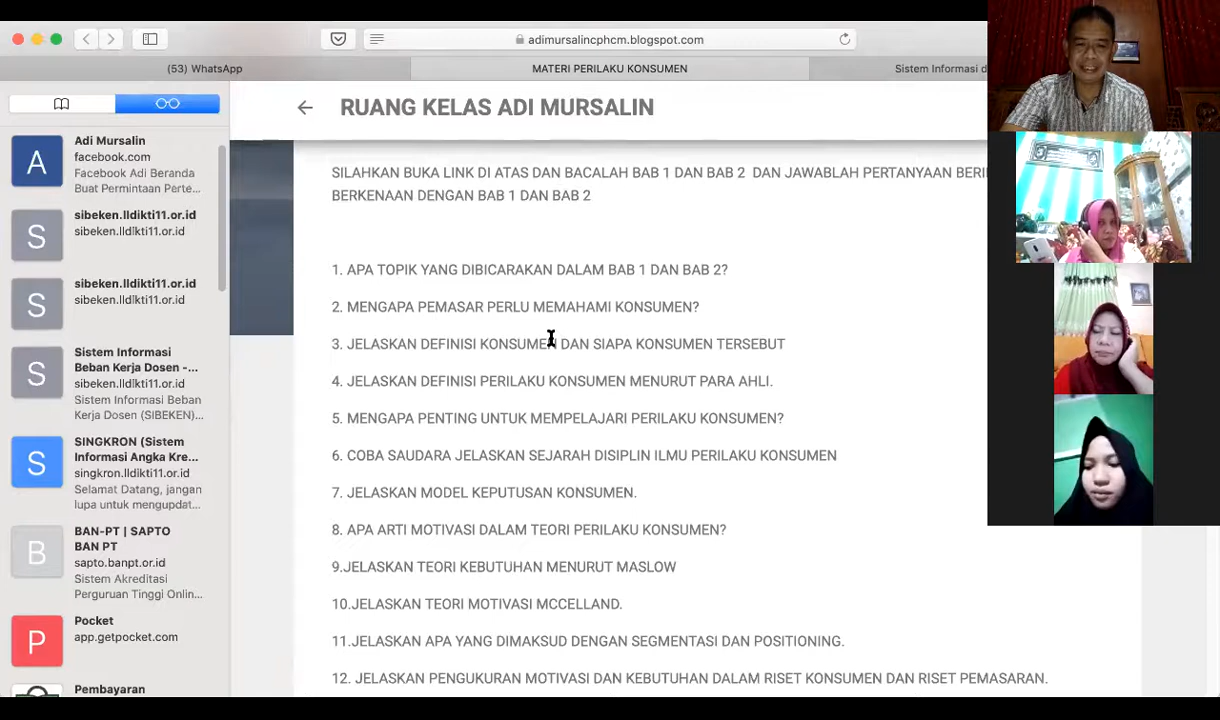 adimursalincphcm.blogspot.com
(53) WhatsApp
MATERI PERILAKU KONSUMEN
Sistem Informasi d
RUANG KELAS ADI MURSALIN
Adi Mursalin
facebook.com
Facebook Adi Beranda
Buat Permintaan Perte...
sibeken.lldikti11.or.id
sibeken.lldikti11.or.id
sibeken.lldikti11.or.id
sibeken.lldikti11.or.id
Sistem Informasi
Beban Kerja Dosen -...
sibeken.lldikti11.or.id
Sistem Informasi Beban
Kerja Dosen (SIBEKEN)...
SINGKRON (Sistem
Informasi Angka Kre...
singkron.lldikti11.or.id
Selamat Datang, jangan
lupa untuk mengupdat...
BAN-PT | SAPTO
BAN PT
sapto.banpt.or.id
Sistem Akreditasi
Perguruan Tinggi Onlin...
Pocket
app.getpocket.com
Pembayaran
A
S
S
S
S
B
P
SILAHKAN BUKA LINK DI ATAS DAN BACALAH BAB 1 DAN BAB 2 DAN JAWABLAH PERTANYAAN BERI
BERKENAAN DENGAN BAB 1 DAN BAB 2
1. APA TOPIK YANG DIBICARAKAN DALAM BAB 1 DAN BAB 2?
2. MENGAPA PEMASAR PERLU MEMAHAMI KONSUMEN?
3. JELASKAN DEFINISI KONSUMEN DAN SIAPA KONSUMEN TERSEBUT
4. JELASKAN DEFINISI PERILAKU KONSUMEN MENURUT PARA AHLI.
5. MENGAPA PENTING UNTUK MEMPELAJARI PERILAKU KONSUMEN?
6. COBA SAUDARA JELASKAN SEJARAH DISIPLIN ILMU PERILAKU KONSUMEN
7. JELASKAN MODEL KEPUTUSAN KONSUMEN.
8. APA ARTI MOTIVASI DALAM TEORI PERILAKU KONSUMEN?
9.JELASKAN TEORI KEBUTUHAN MENURUT MASLOW
10.JELASKAN TEORI MOTIVASI MCCELLAND.
11.JELASKAN APA YANG DIMAKSUD DENGAN SEGMENTASI DAN POSITIONING.
12. JELASKAN PENGUKURAN MOTIVASI DAN KEBUTUHAN DALAM RISET KONSUMEN DAN RISET PEMASARAN.